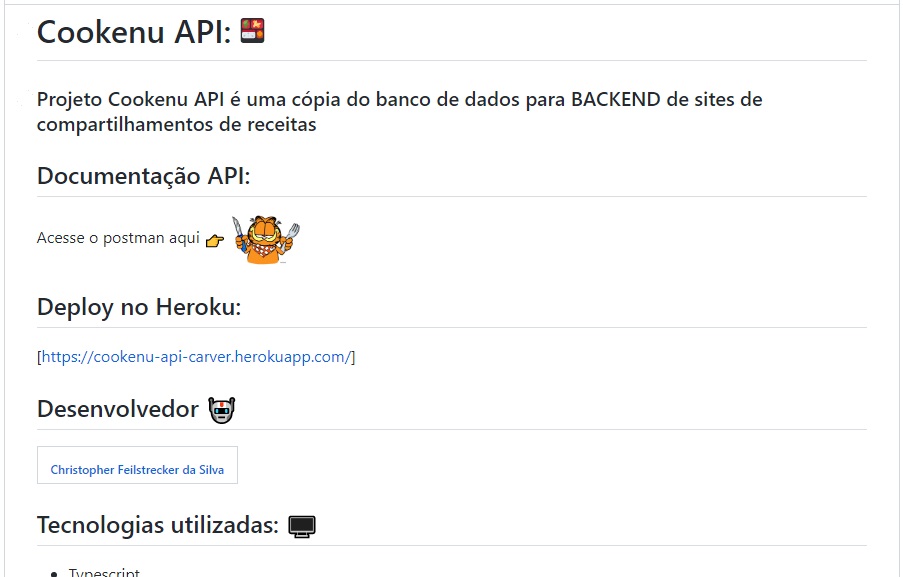 Cookenu API:
Projeto Cookenu API é uma cópia do banco de dados para BACKEND de sites de
compartilhamentos de receitas
Documentação API:
Acesse o postman aqui
Deploy no Heroku:
[https://cookenu-api-carver.herokuapp.com/]
Desenvolvedor
Christopher Feilstrecker da Silva
Tecnologias utilizadas:
Typescript